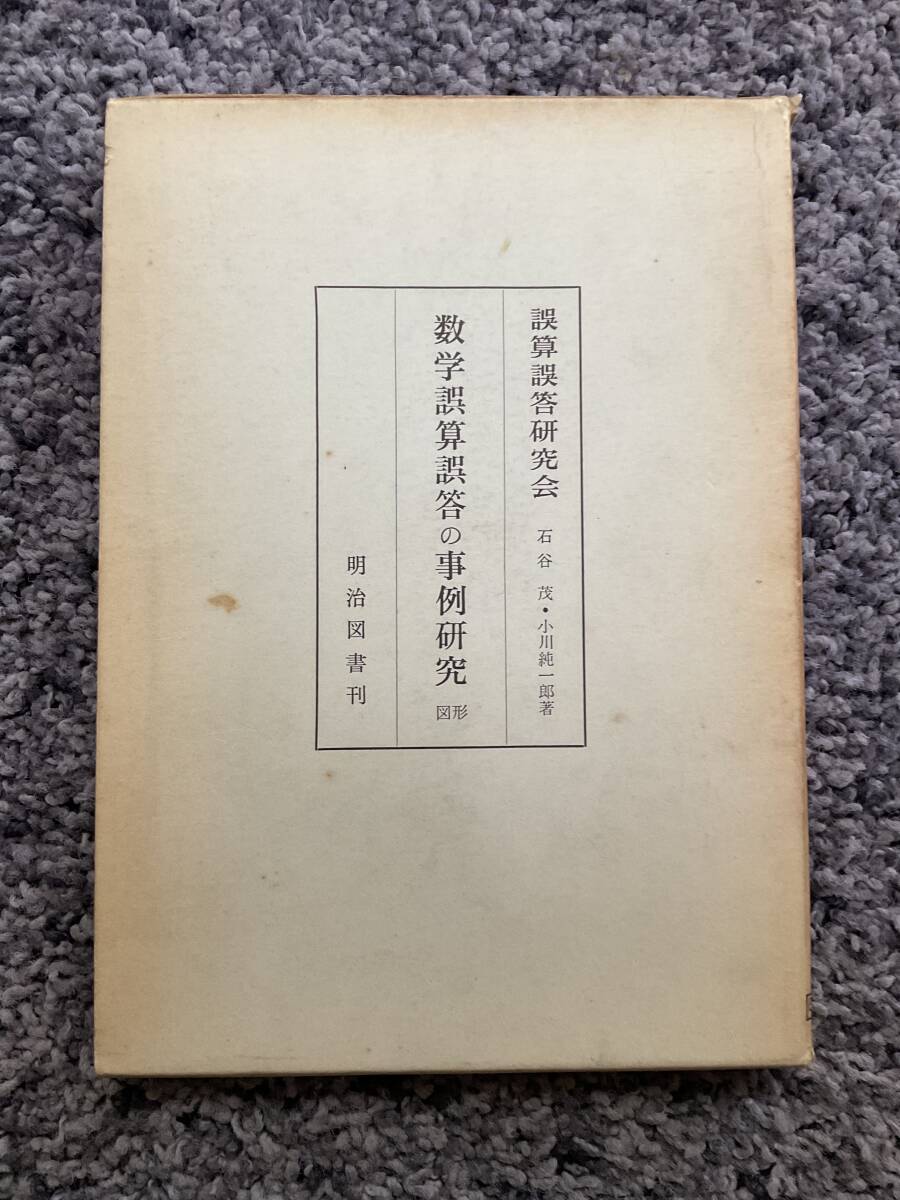 誤算誤答研究会 石谷 茂・小川純一郎著
数学誤算誤答の事例研究 図形
明治図書刊